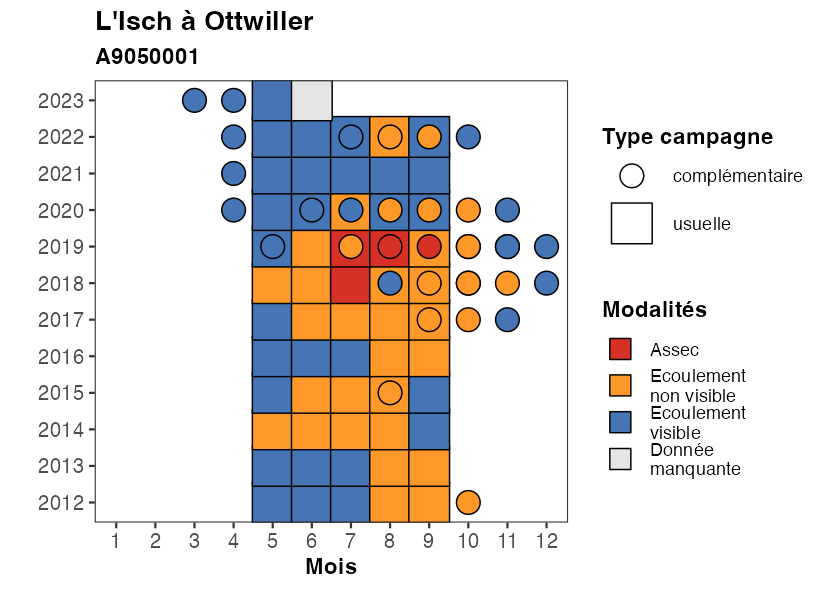 L'Isch à Ottwiller
A9050001
2023
2022
2021
2020
2019
2018
2017
2016
2015
2014
2013
2012
1 2 3 4 5 6 7 8 9 10 11 12
Mois
Type campagne
complémentaire
usuelle
Modalités
Assec
Ecoulement
non visible
Ecoulement
visible
Donnée
manquante